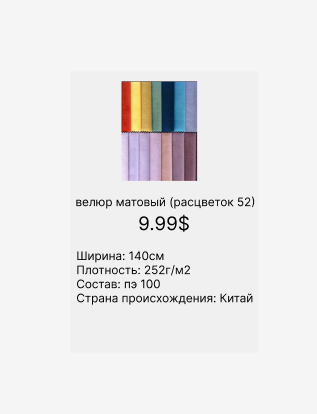 велюр матовый (расцветок 52)
9.99$
Ширина: 140см
Плотность: 252г/м2
Состав: пэ 100
Страна происхождения: Китай